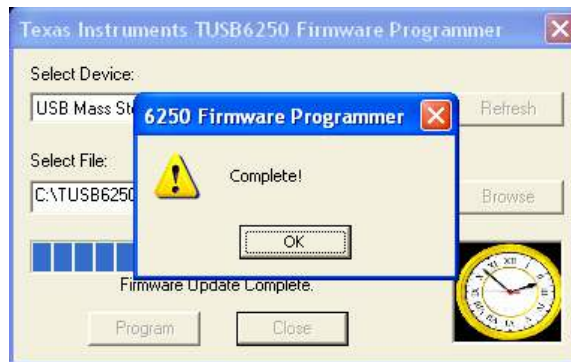 Texas Instruments TUSB6250 Firmware Programmer
Select Device:
USB Mass
Refresh
6250 Firmware Programmer
Select File:
Complete!
C:\TUSB6250
Browse
OK
Firmware Update Complete.
Program
Close